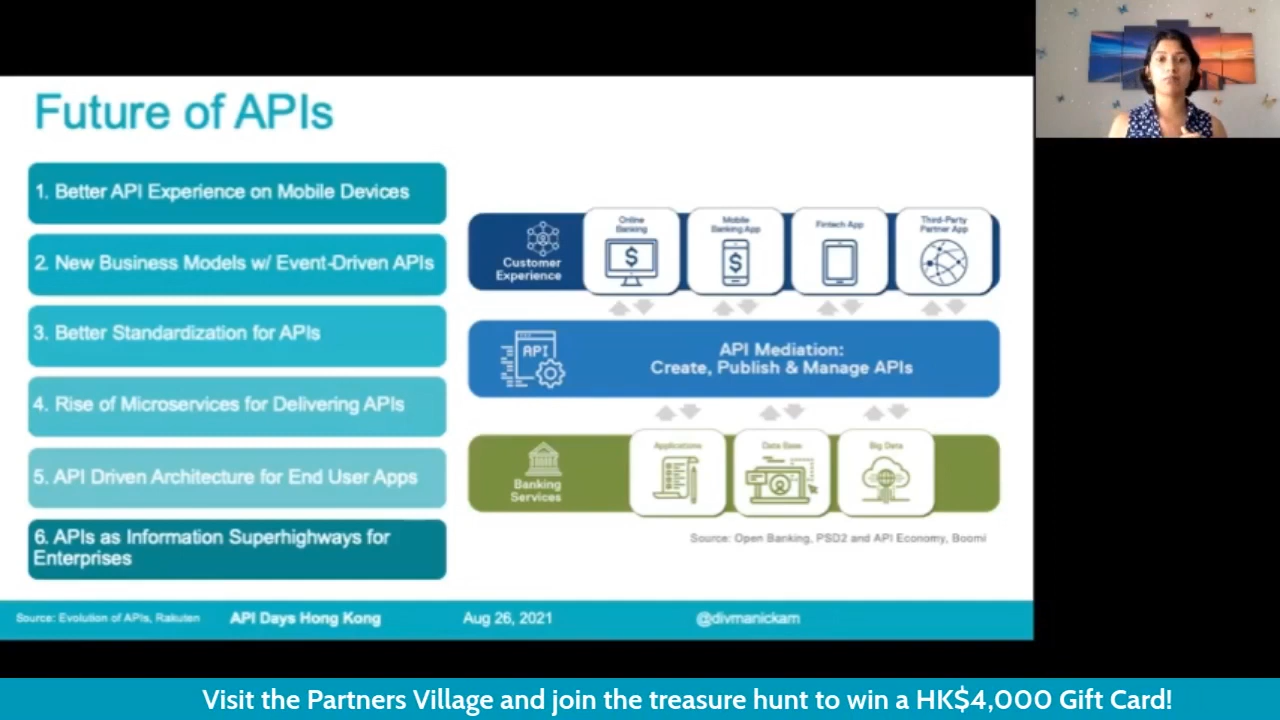 Future of APIs
1. Better API Experience on Mobile Devices
2. New Business Models w/ Event-Driven APIs
3. Better Standardization for APIs
4. Rise of Microservices for Delivering APIs
5. API Driven Architecture for End User Apps
6. APIs as Information Superhighways for
Enterprises
Customer
Experience
Online
Banking
$
Mobile
Banking App
$
Fintech App
Third-Party
Partner App
API
API Mediation:
Create, Publish & Manage APIs
Banking
Services
Applications
Data Base
Big Data
Source: Open Banking, PSD2 and API Economy, Boomi
Source: Evolution of APIs, Rakuten
API Days Hong Kong
Aug 26, 2021
@divmanickam
Visit the Partners Village and join the treasure hunt to win a HK$4,000 Gift Card!